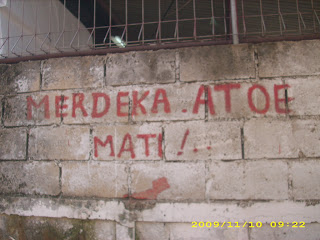 MERDEKA . ATOE
MATI !..
2009/11/10 09:22